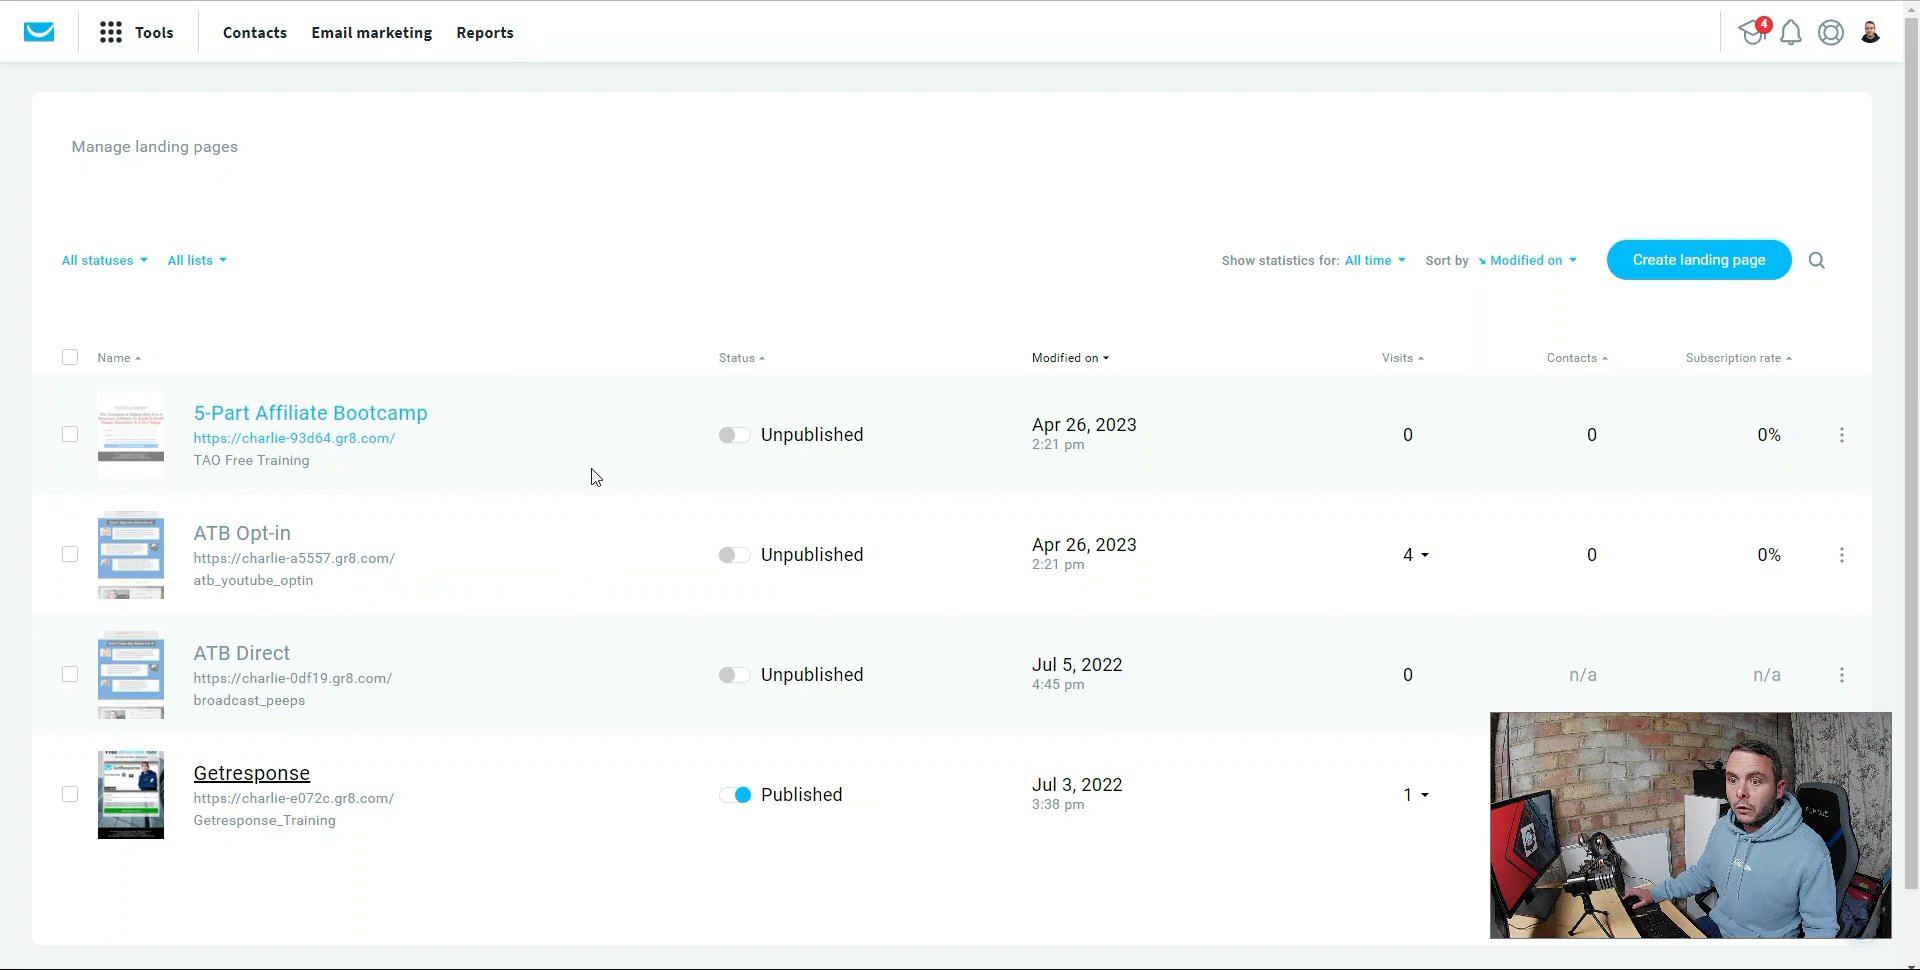 Tools
Contacts
Email marketing
Reports
4
Manage landing pages
All statuses
All lists
Show statistics for: All time
Sort by
Modified on
Create landing page
Name
Status
Modified on
Visits
Contacts
Subscription rate
5-Part Affiliate Bootcamp
https://charlie-93d64.gr8.com/
TAO Free Training
Unpublished
Apr 26, 2023
2:21 pm
0
0
0%
ATB Opt-in
https://charlie-a5557.gr8.com/
atb_youtube_optin
Unpublished
Apr 26, 2023
2:21 pm
4
0
0%
ATB Direct
https://charlie-0df19.gr8.com/
broadcast_peeps
Unpublished
Jul 5, 2022
4:45 pm
0
n/a
n/a
Getresponse
https://charlie-e072c.gr8.com/
Getresponse_Training
Published
Jul 3, 2022
3:38 pm
1